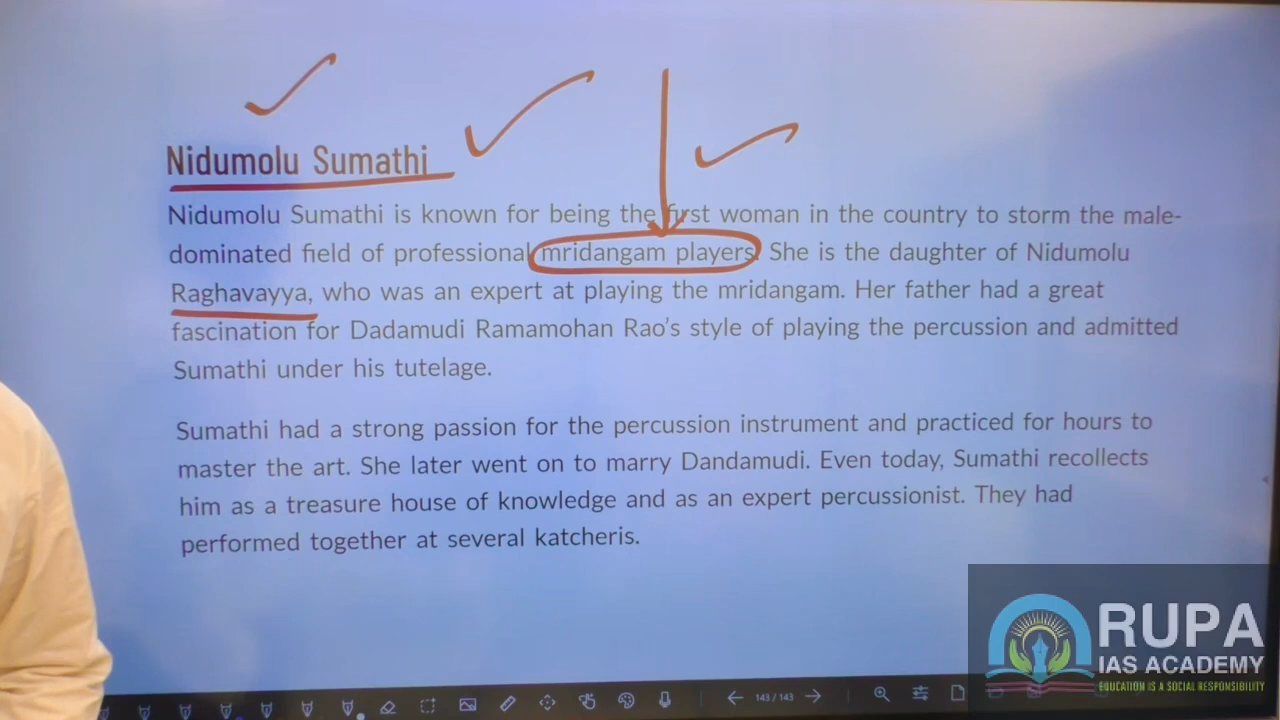 Nidumolu Sumathi
Nidumolu Sumathi is known for being the first woman in the country to storm the male-
dominated field of professional mridangam players. She is the daughter of Nidumolu
Raghavayya, who was an expert at playing the mridangam. Her father had a great
fascination for Dadamudi Ramamohan Rao's style of playing the percussion and admitted
Sumathi under his tutelage.
Sumathi had a strong passion for the percussion instrument and practiced for hours to
master the art. She later went on to marry Dandamudi. Even today, Sumathi recollects
him as a treasure house of knowledge and as an expert percussionist. They had
performed together at several katcheris.
RUPA
IAS ACADEMY
EDUCATION IS A SOCIAL RESPONSIBILITY
143 / 143